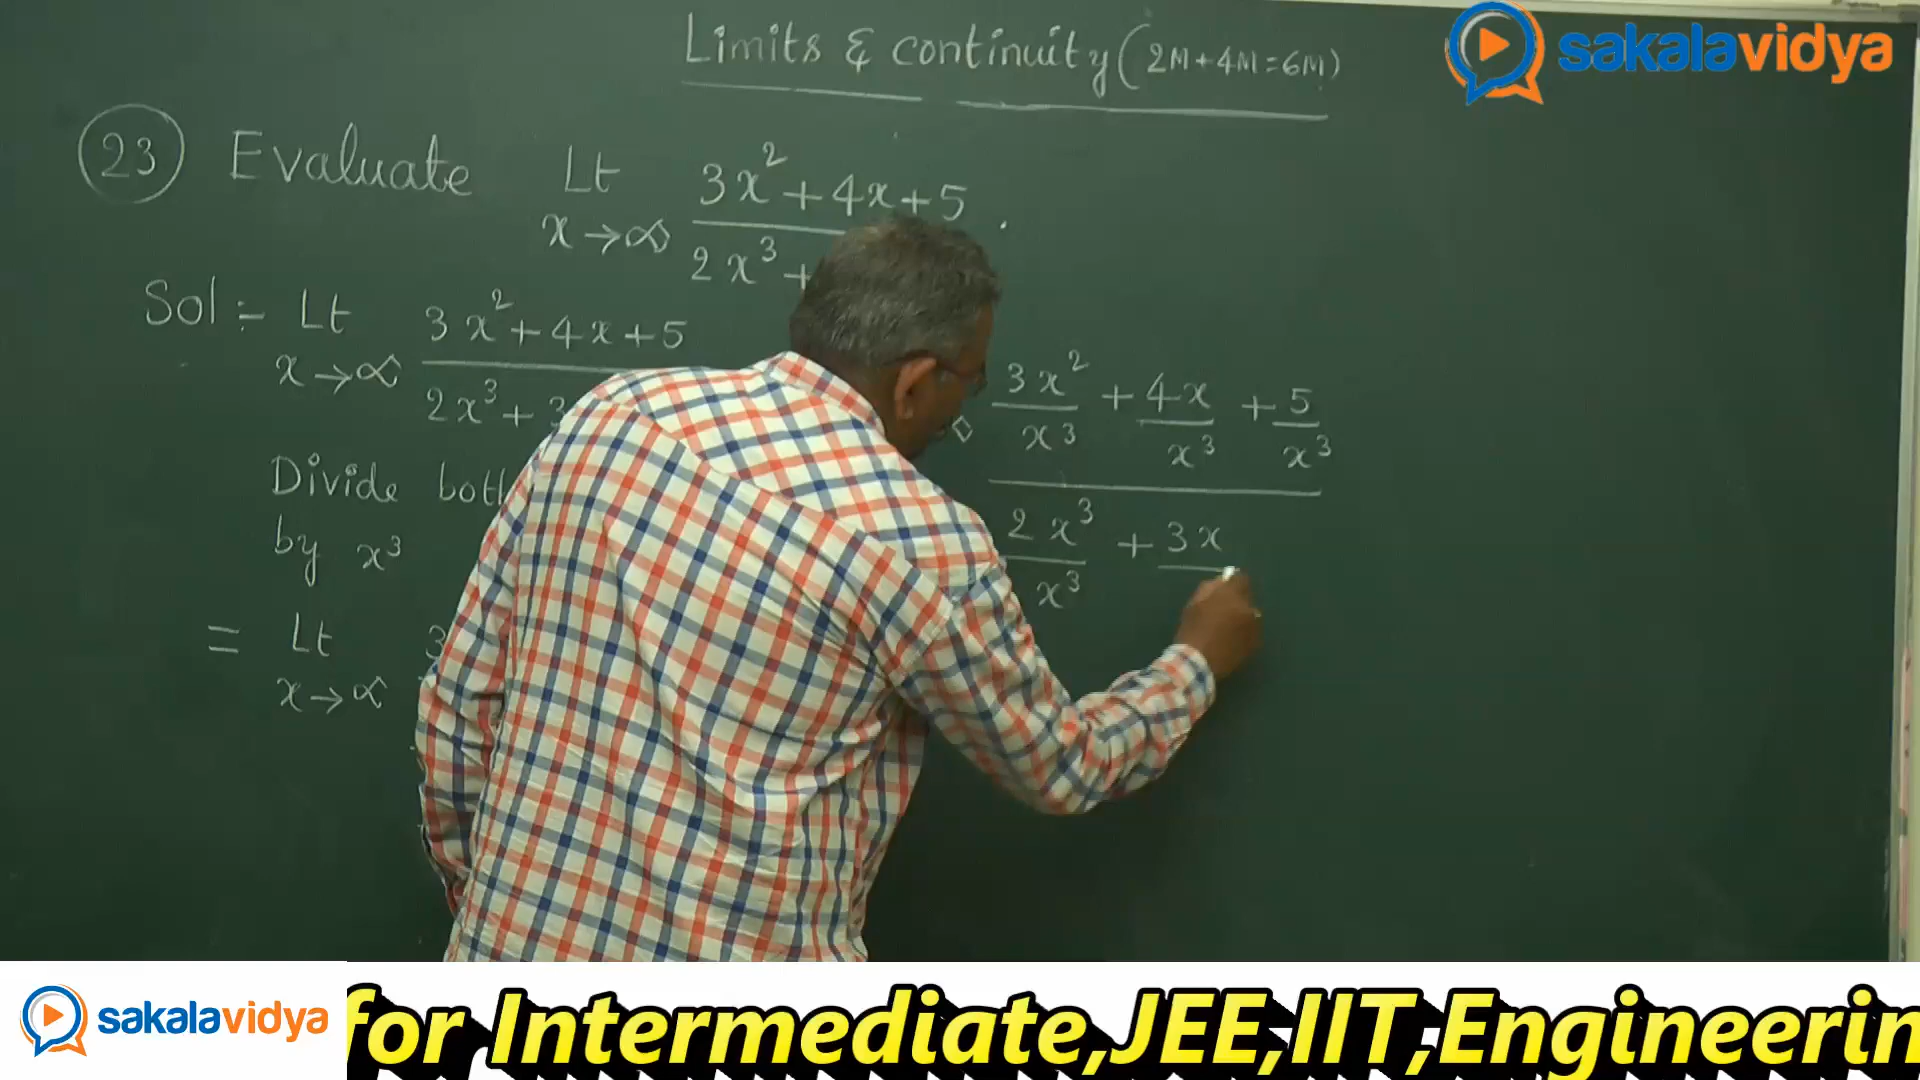 Limits & continuity (2M+4M=6M)
sakalavidya
23 Evaluate Lt x→∞ 3x²+4x+5 .
2x³+
Sol:- Lt x→∝ 3x²+4x+5
2x³+3
3x²/x³ + 4x/x³ + 5/x³
2x³/x³ + 3x
Divide
by x³
= Lt x→∝ 3
sakalavidya for Intermediate,JEE,IIT,Engineerin